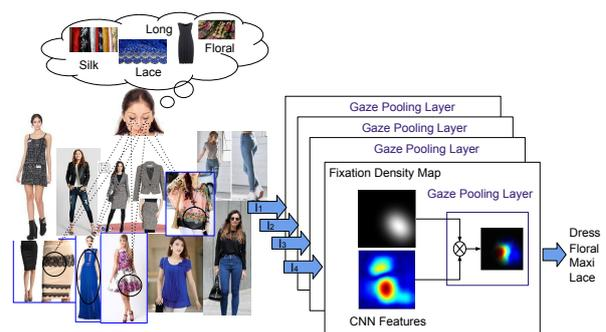 Long
Floral
Silk
Lace
Gaze Pooling Layer
Gaze Pooling Layer
Gaze Pooling Layer
Fixation Density Map
Gaze Pooling Layer
I1
I2
I3
I4
Dress
Floral
Maxi
Lace
CNN Features